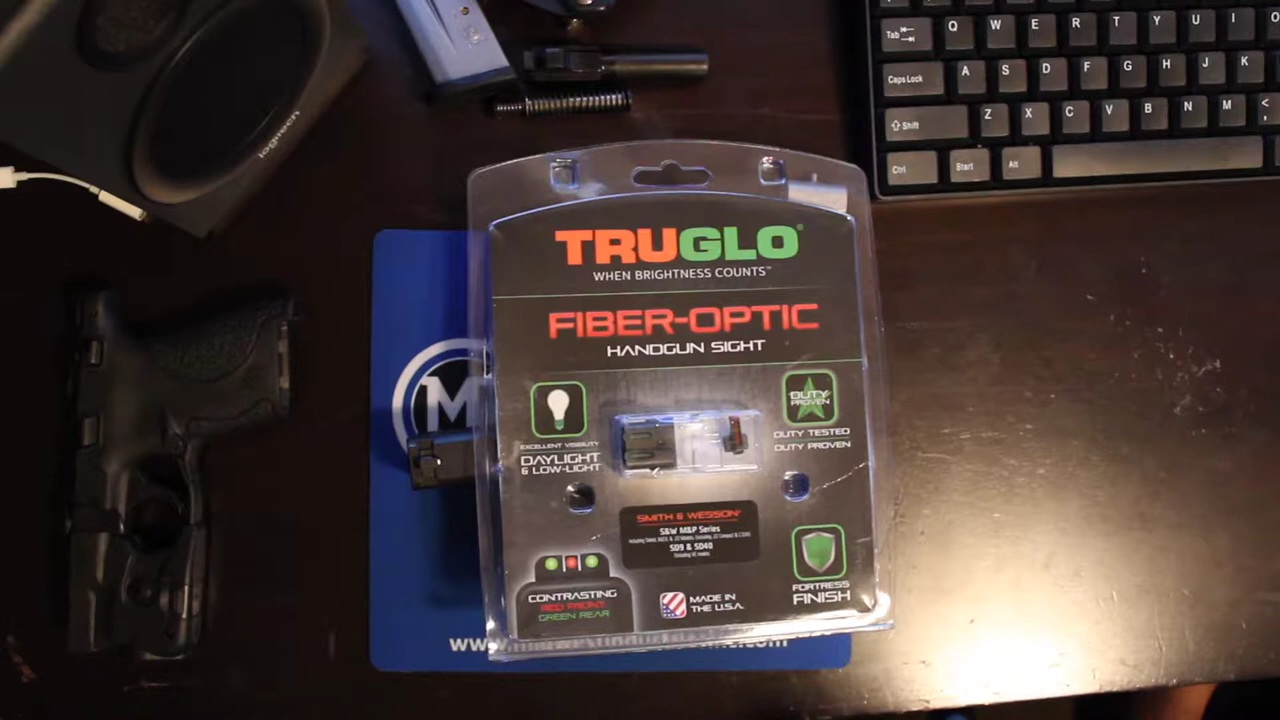 logitech
Tab Q W E R T Y U I O
Caps Lock A S D F G H J K
Shift Z X C V B N M < ,
Ctrl Start Alt
TRUGLO®
WHEN BRIGHTNESS COUNTS™
FIBER-OPTIC
HANDGUN SIGHT
EXCELLENT VISIBILITY
DAYLIGHT
& LOW-LIGHT
DUTY
PROVEN
DUTY TESTED
DUTY PROVEN
M
SMITH & WESSON®
S&W M&P Series
SD9 & SD40
CONTRASTING
RED FRONT
GREEN REAR
MADE IN
THE U.S.A.
FORTRESS
FINISH
www.